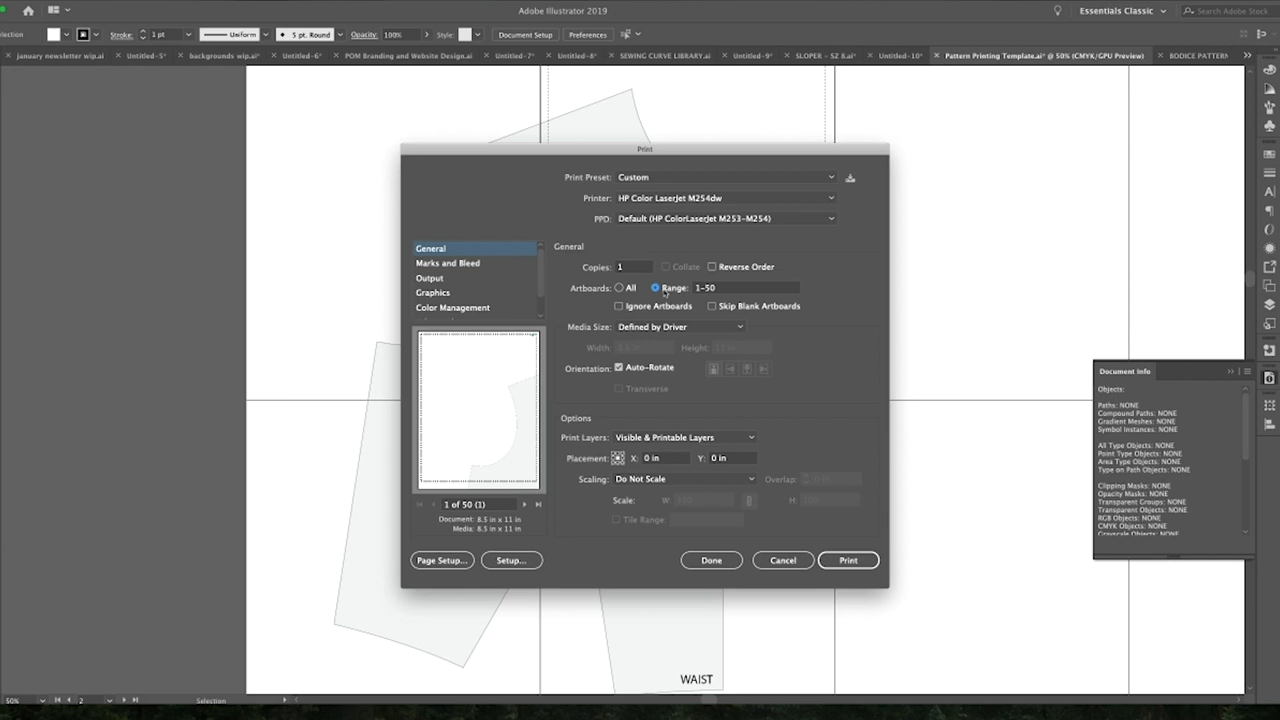 Adobe Illustrator 2019
Essentials Classic
Search Adobe Stock
lection
Stroke:
1 pt
Uniform
5 pt. Round
Opacity:
100%
Style:
Document Setup
Preferences
january newsletter wip.ai
Untitled-5*
backgrounds wip.ai*
Untitled-6*
POM Branding and Website Design.ai
Untitled-7*
Untitled-8*
SEWING CURVE LIBRARY.ai
Untitled-9*
SLOPER - SZ 8.ai*
Untitled-10*
Pattern Printing Template.ai* @ 50% (CMYK/GPU Preview)
BODICE PATTERN
Print
Print Preset:
Custom
Printer:
HP Color LaserJet M254dw
PPD:
Default (HP ColorLaserJet M253-M254)
General
Marks and Bleed
Output
Graphics
Color Management
General
Copies:
1
Collate
Reverse Order
Artboards:
All
Range:
1-50
Ignore Artboards
Skip Blank Artboards
Media Size:
Defined by Driver
Width:
Height:
Orientation:
Auto-Rotate
Transverse
Options
Print Layers:
Visible & Printable Layers
Placement:
X:
0 in
Y:
0 in
Scaling:
Do Not Scale
Overlap:
Scale:
W:
100
H:
100
Tile Range:
1 of 50 (1)
Document: 8.5 in x 11 in
Media: 8.5 in x 11 in
Page Setup...
Setup...
Done
Cancel
Print
Document Info
Objects:
Paths: NONE
Compound Paths: NONE
Gradient Meshes: NONE
Symbol Instances: NONE
All Type Objects: NONE
Point Type Objects: NONE
Area Type Objects: NONE
Type on Path Objects: NONE
Clipping Masks: NONE
Opacity Masks: NONE
Transparent Groups: NONE
Transparent Objects: NONE
RGB Objects: NONE
CMYK Objects: NONE
Grayscale Objects: NONE
WAIST
50%
2
Selection